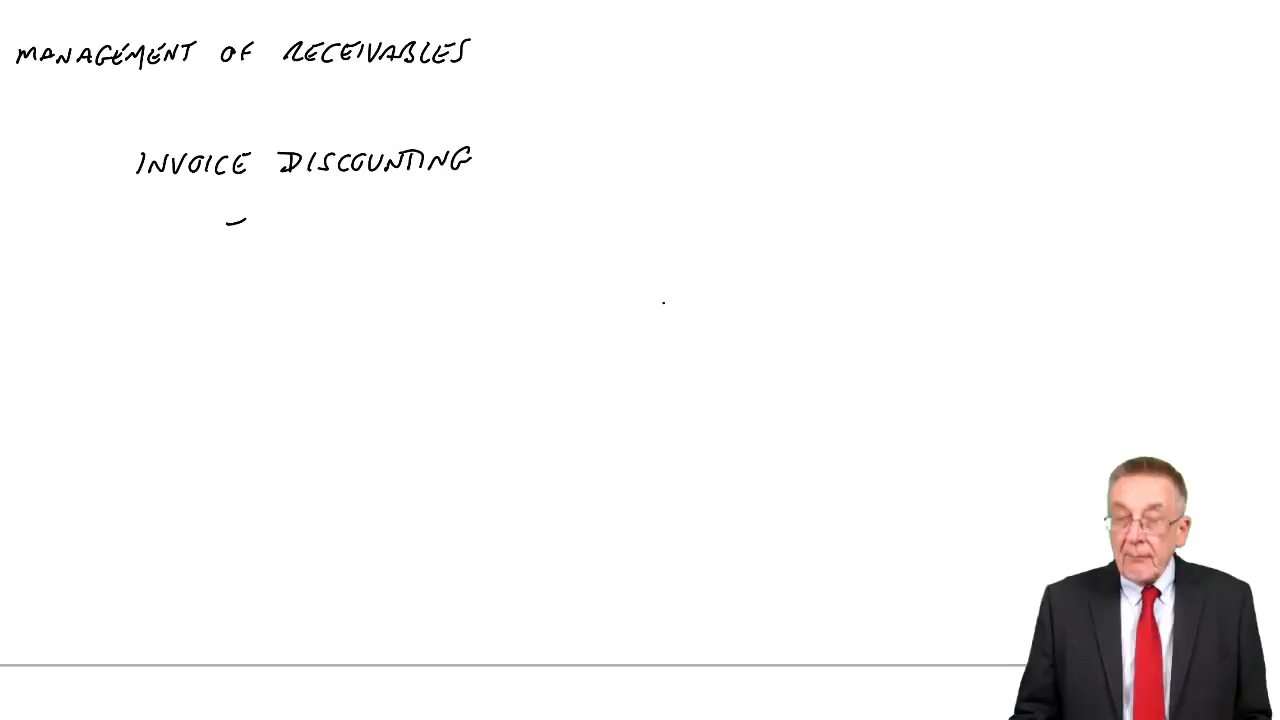 MANAGEMENT OF RECEIVABLES
INVOICE DISCOUNTING
–